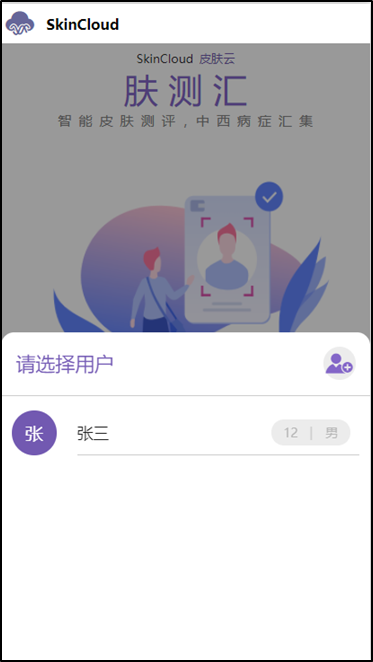 SkinCloud
SkinCloud 皮肤云
肤测汇
智能皮肤测评,中西病症汇集
请选择用户
张 张三 12 | 男